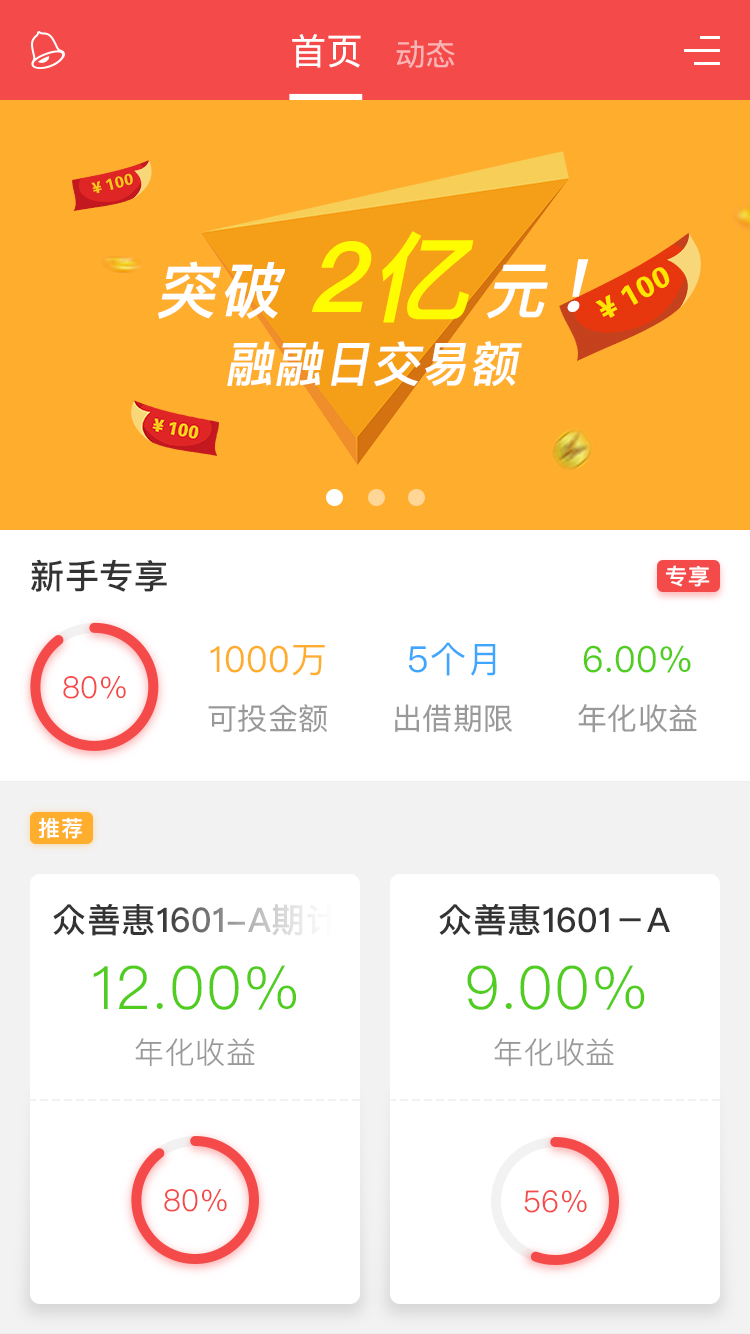 首页 动态
¥100
突破 2亿 元！
¥100
融融日交易额
¥100
新手专享 专享
80% 1000万 5个月 6.00%
可投金额 出借期限 年化收益
推荐
众善惠1601-A期计 众善惠1601-A
12.00% 9.00%
年化收益 年化收益
80% 56%